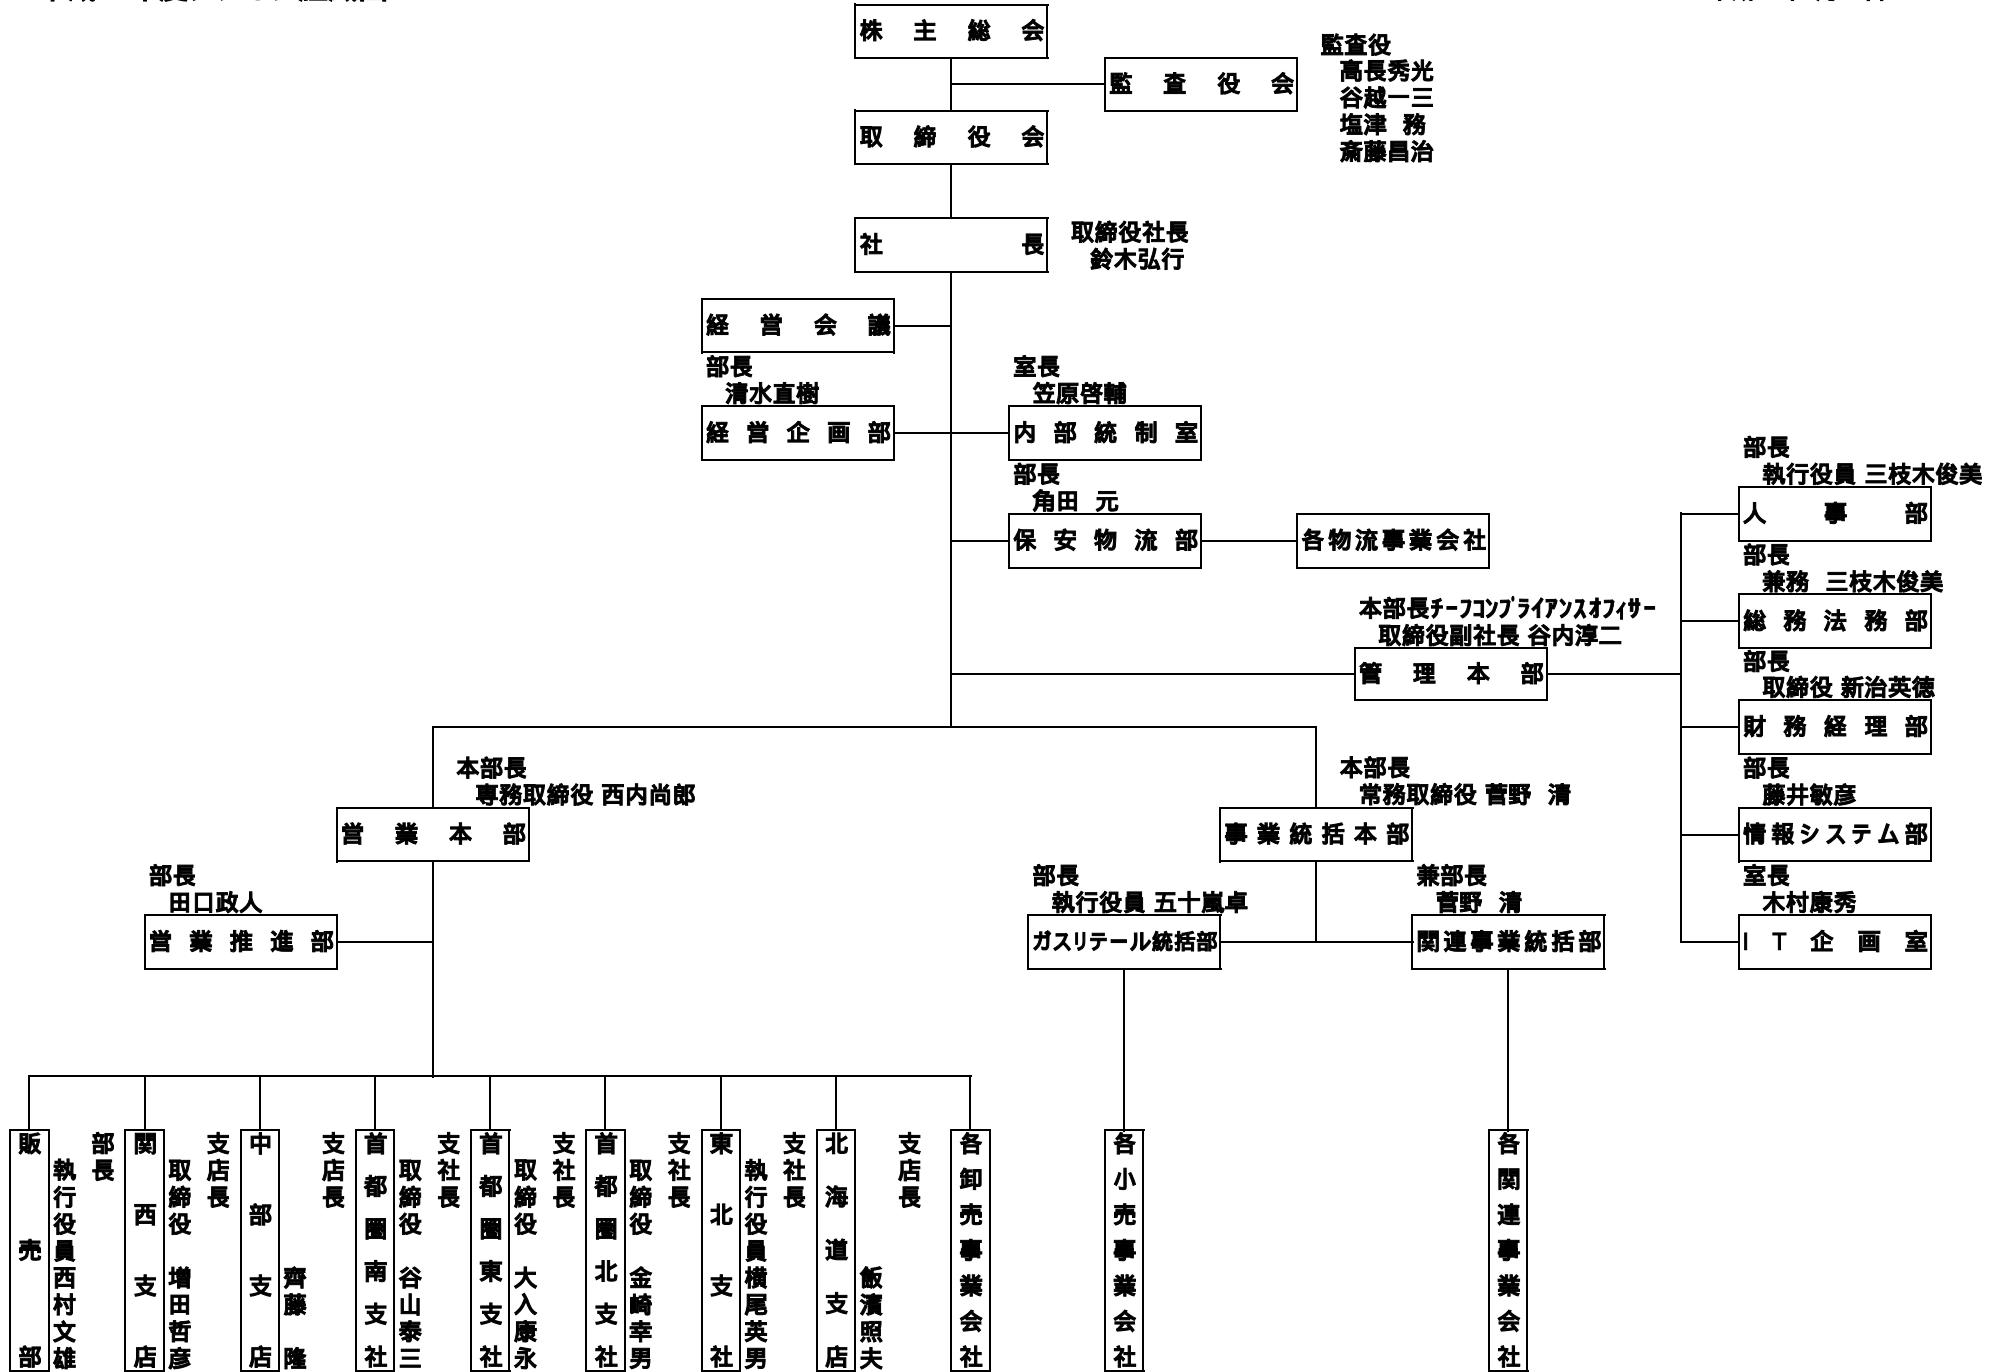 株主総会
監査役
高長秀光
谷越一三
塩津 務
斎藤昌治
監査役会
取締役会
社長
取締役社長
鈴木弘行
経営会議
部長
清水直樹
経営企画部
室長
笠原啓輔
内部統制室
部長
角田 元
保安物流部
各物流事業会社
本部長ﾁｰﾌｺﾝﾌﾟﾗｲｱﾝｽｵﾌｨｻｰ
取締役副社長 谷内淳二
管理本部
部長
執行役員 三枝木俊美
人事部
部長
兼務 三枝木俊美
総務法務部
部長
取締役 新治英徳
財務経理部
部長
藤井敏彦
情報システム部
室長
木村康秀
IT企画室
本部長
専務取締役 西内尚郎
営業本部
部長
田口政人
営業推進部
本部長
常務取締役 菅野 清
事業統括本部
部長
執行役員 五十嵐卓
ガスリテール統括部
兼部長
菅野 清
関連事業統括部
部長
執行役員西村文雄
販売部
支店長
取締役 増田哲彦
関西支店
支店長
齊藤 隆
中部支店
支社長
取締役 谷山泰三
首都圏南支社
支社長
取締役 大入康永
首都圏東支社
支社長
取締役 金崎幸男
首都圏北支社
支社長
執行役員横尾英男
東北支社
支店長
飯濱照夫
北海道支店
各卸売事業会社
各小売事業会社
各関連事業会社